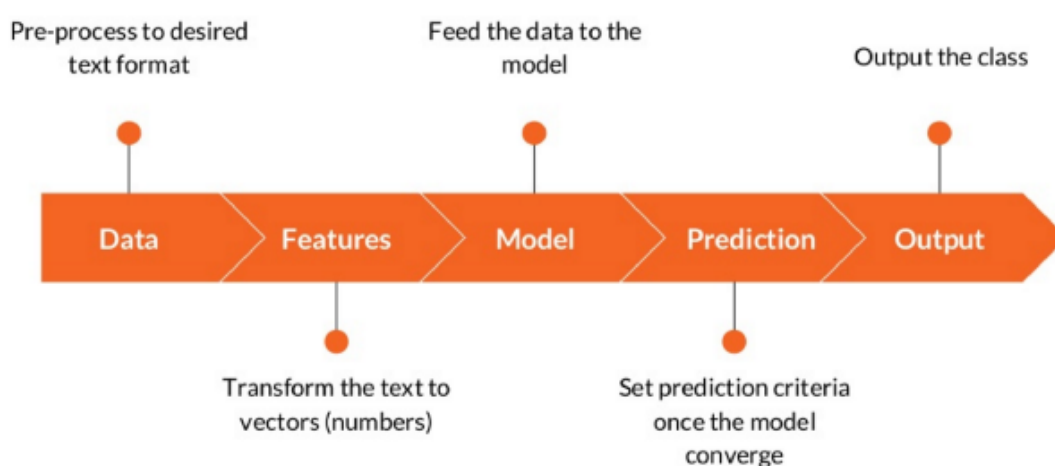 Pre-process to desired
text format
Feed the data to the
model
Output the class
Data
Features
Model
Prediction
Output
Transform the text to
vectors (numbers)
Set prediction criteria
once the model
converge